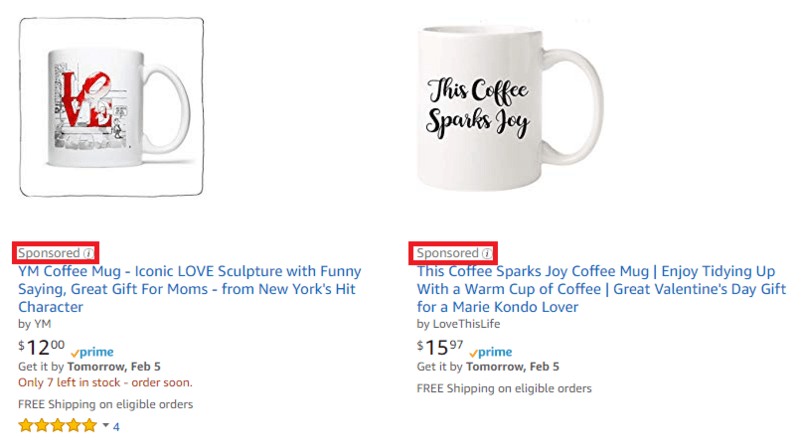 LOVE
Sponsored
YM Coffee Mug - Iconic LOVE Sculpture with Funny
Saying, Great Gift For Moms - from New York's Hit
Character
by YM
$12 00 prime
Get it by Tomorrow, Feb 5
Only 7 left in stock - order soon.
FREE Shipping on eligible orders
4
This Coffee
Sparks Joy
Sponsored
This Coffee Sparks Joy Coffee Mug | Enjoy Tidying Up
With a Warm Cup of Coffee | Great Valentine's Day Gift
for a Marie Kondo Lover
by LoveThisLife
$15 97 prime
Get it by Tomorrow, Feb 5
FREE Shipping on eligible orders